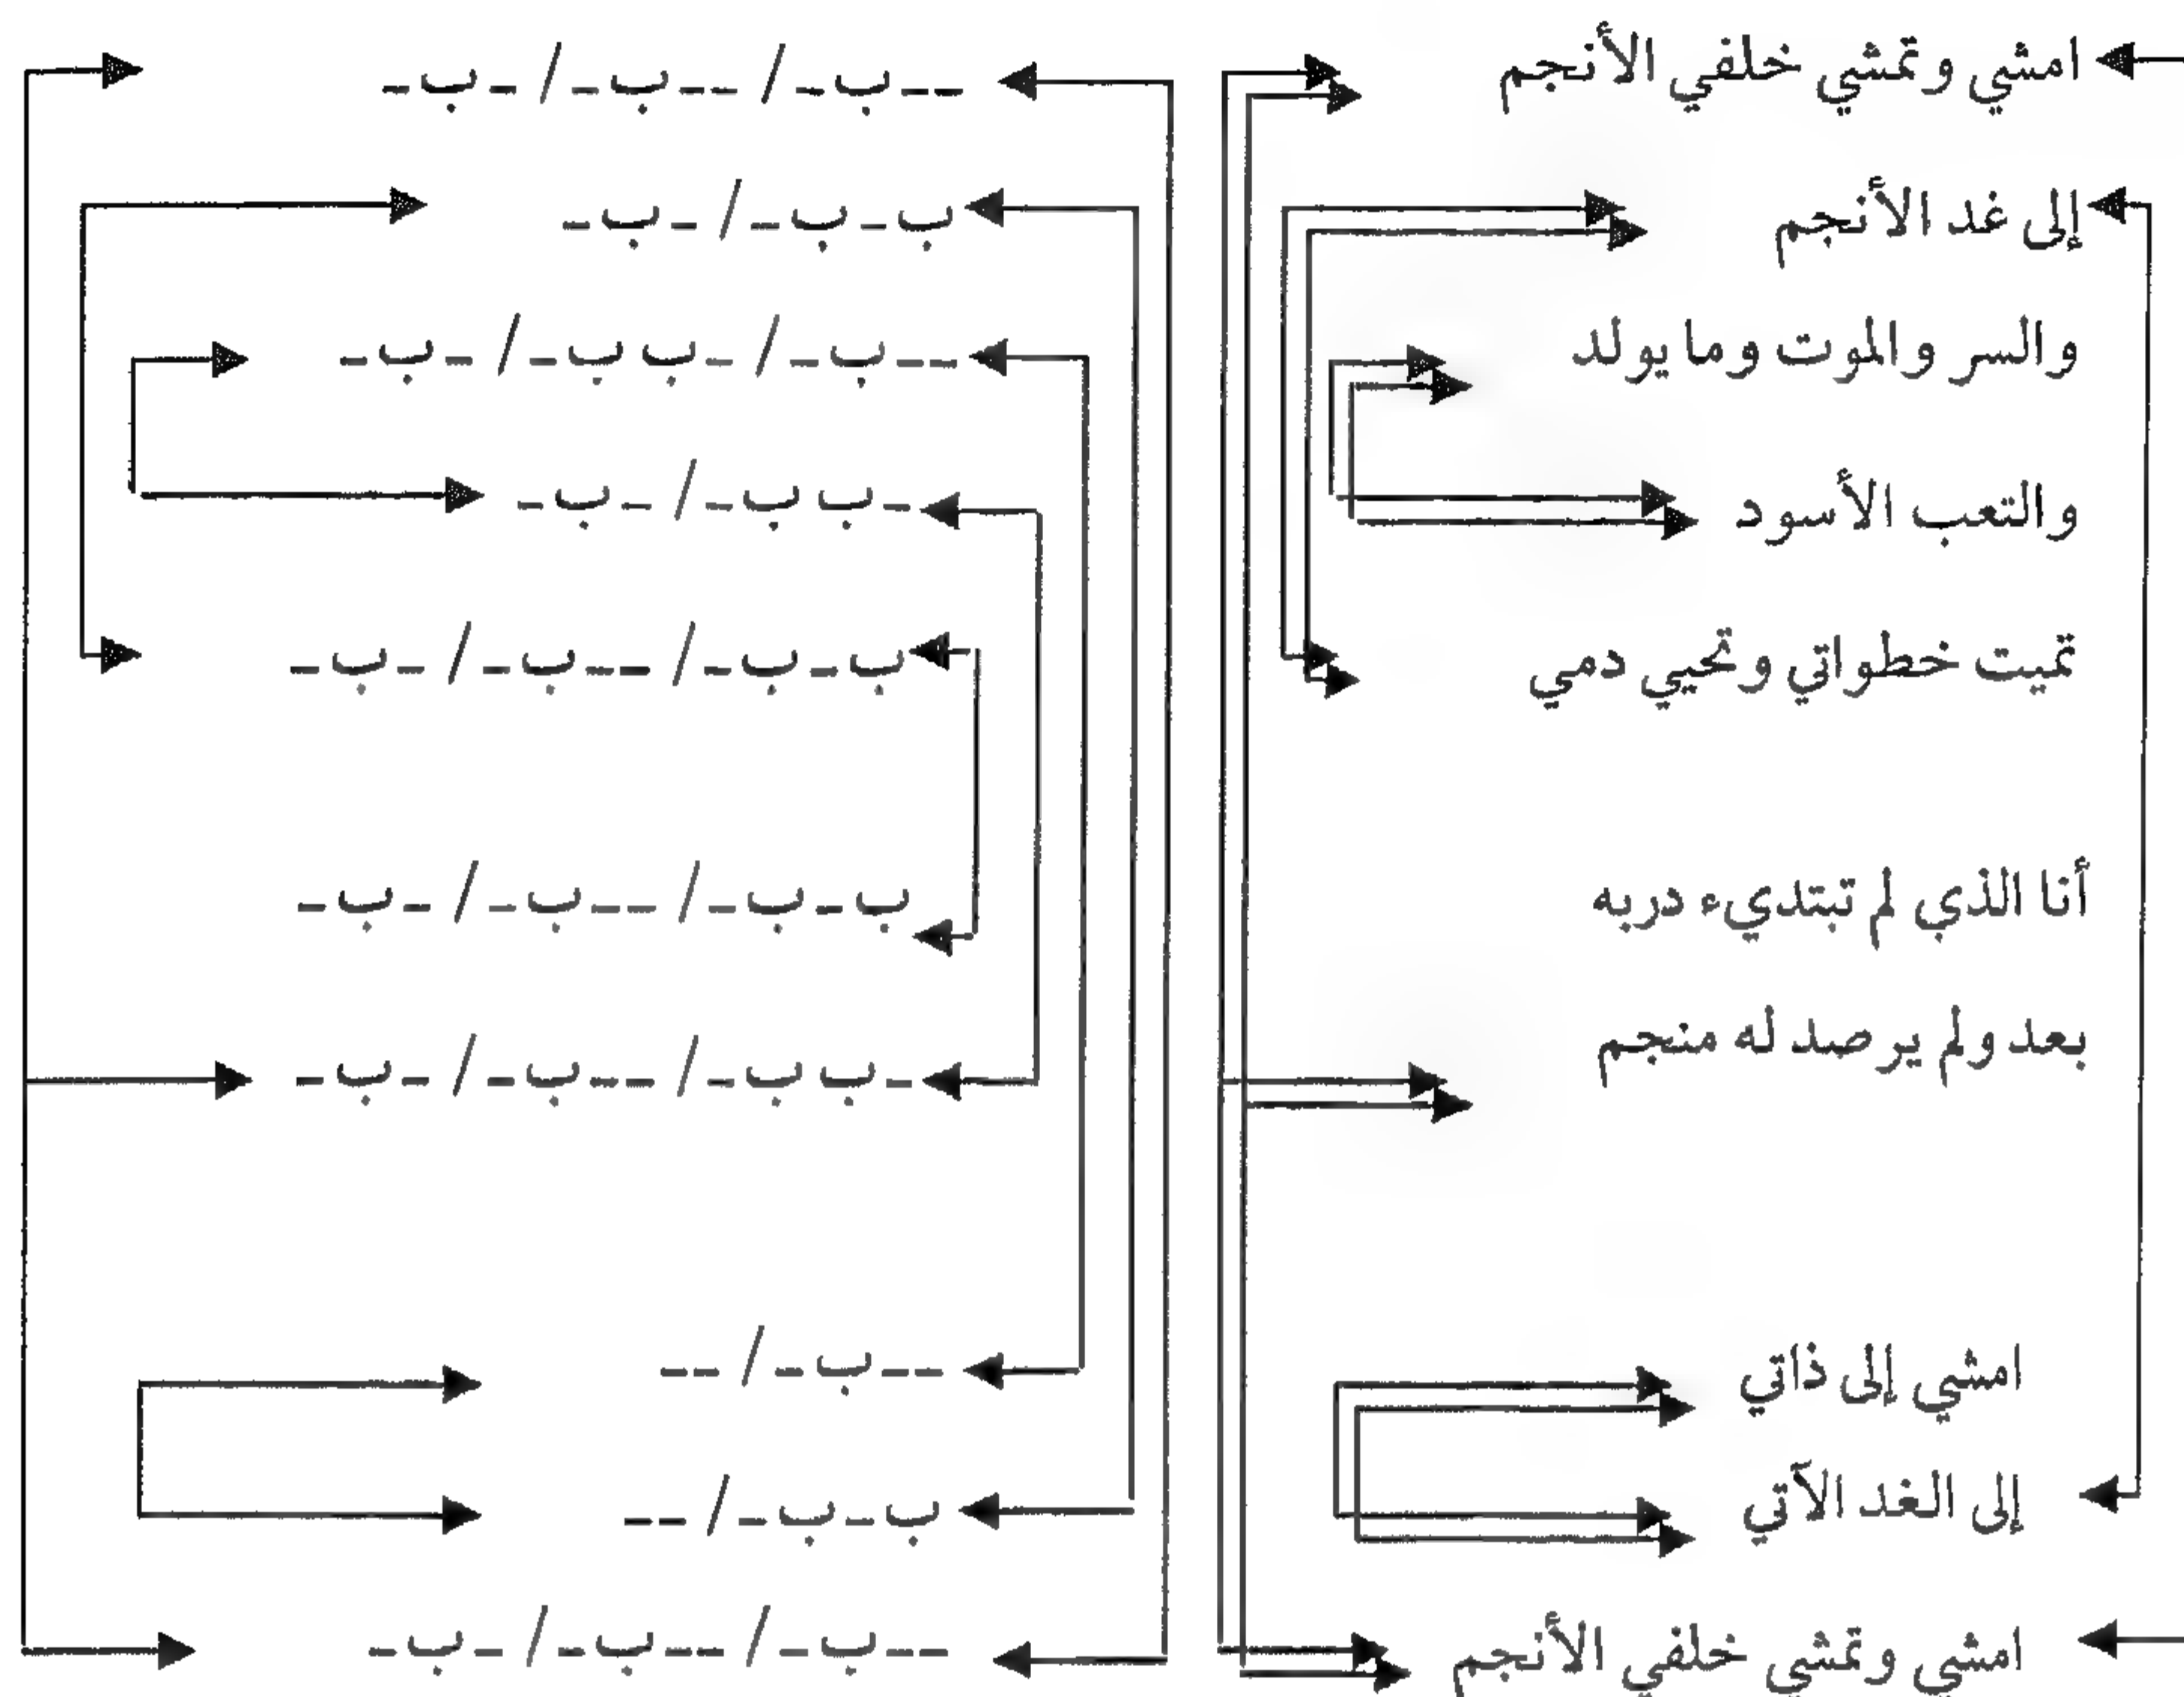 امشي وتمشي خلفي الأنجم --ب-/--ب-/-ب-
إلى غد الأنجم ب-ب-/-ب-
والسر والموت وما يولد --ب-/-ب ب-/-ب-
والتعب الأسود -ب ب-/-ب-
تميت خطواتي وتحيي دمي ب-ب-/--ب-/-ب-
أنا الذي لم تبتديء دربه ب-ب-/--ب-/-ب-
بعد ولم يرصد له منجم -ب ب-/--ب-/-ب-
امشي إلى ذاتي --ب-/--
إلى الغد الآتي ب-ب-/--
امشي وتمشي خلفي الأنجم --ب-/--ب-/-ب-